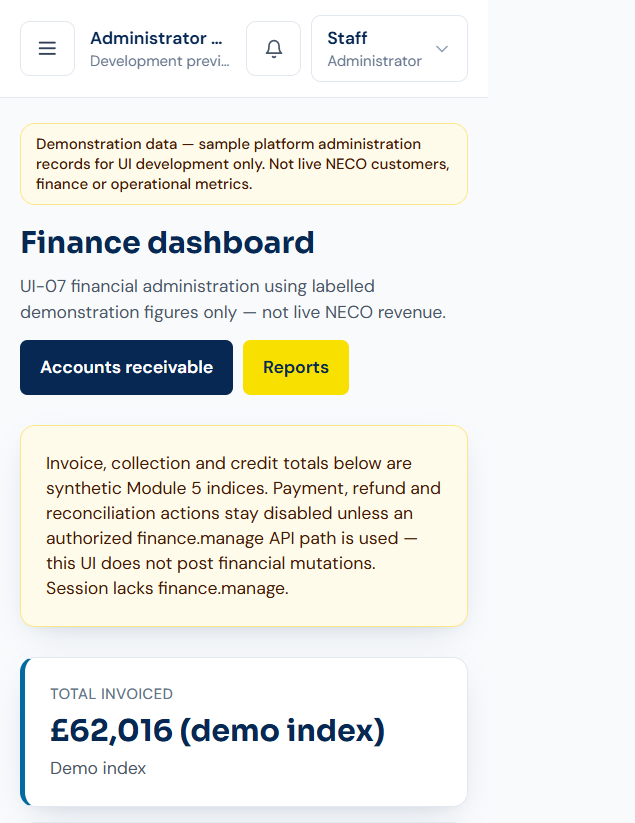 Administrator ...
Development previ...
Staff
Administrator
Demonstration data — sample platform administration
records for UI development only. Not live NECO customers,
finance or operational metrics.
Finance dashboard
UI-07 financial administration using labelled
demonstration figures only — not live NECO revenue.
Accounts receivable
Reports
Invoice, collection and credit totals below are
synthetic Module 5 indices. Payment, refund and
reconciliation actions stay disabled unless an
authorized finance.manage API path is used —
this UI does not post financial mutations.
Session lacks finance.manage.
TOTAL INVOICED
£62,016 (demo index)
Demo index